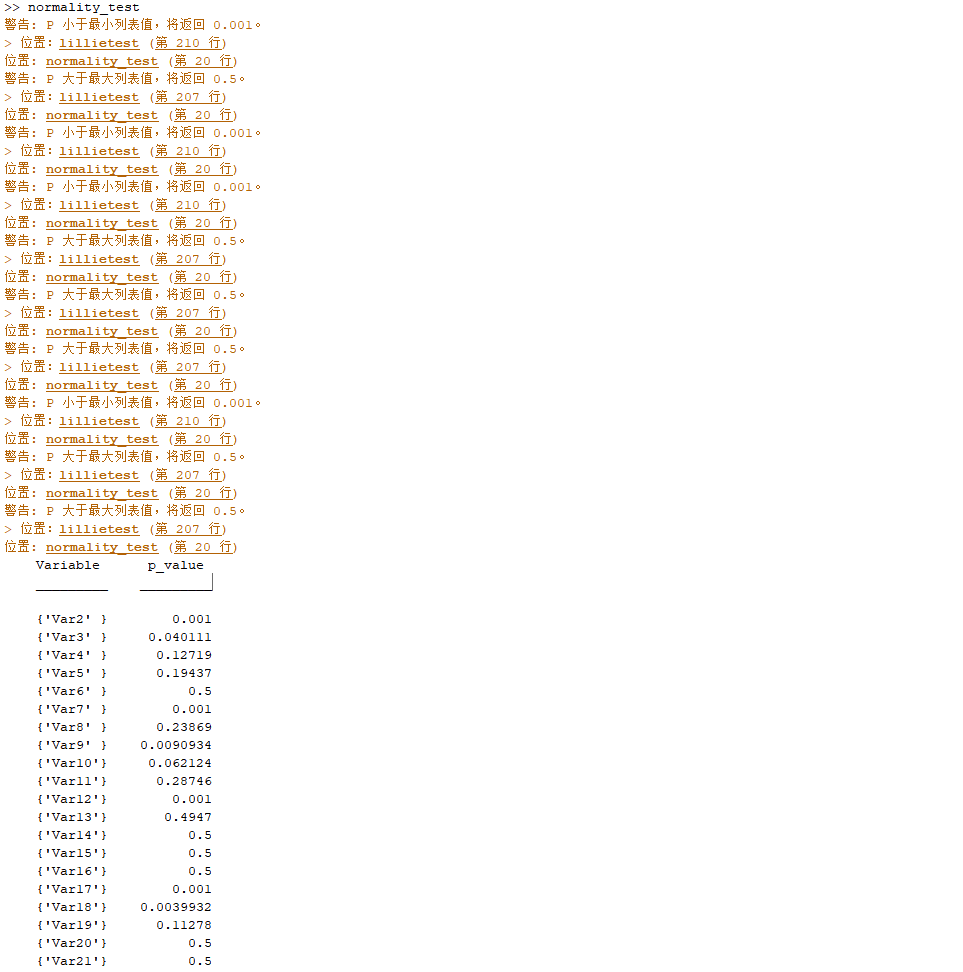 >> normality_test
警告: P 小于最小列表值，将返回 0.001。
> 位置: lillietest (第 210 行)
位置: normality_test (第 20 行)
警告: P 大于最大列表值，将返回 0.5。
> 位置: lillietest (第 207 行)
位置: normality_test (第 20 行)
警告: P 小于最小列表值，将返回 0.001。
> 位置: lillietest (第 210 行)
位置: normality_test (第 20 行)
警告: P 小于最小列表值，将返回 0.001。
> 位置: lillietest (第 210 行)
位置: normality_test (第 20 行)
警告: P 大于最大列表值，将返回 0.5。
> 位置: lillietest (第 207 行)
位置: normality_test (第 20 行)
警告: P 大于最大列表值，将返回 0.5。
> 位置: lillietest (第 207 行)
位置: normality_test (第 20 行)
警告: P 大于最大列表值，将返回 0.5。
> 位置: lillietest (第 207 行)
位置: normality_test (第 20 行)
警告: P 小于最小列表值，将返回 0.001。
> 位置: lillietest (第 210 行)
位置: normality_test (第 20 行)
警告: P 大于最大列表值，将返回 0.5。
> 位置: lillietest (第 207 行)
位置: normality_test (第 20 行)
警告: P 大于最大列表值，将返回 0.5。
> 位置: lillietest (第 207 行)
位置: normality_test (第 20 行)
Variable p_value
{'Var2' } 0.001
{'Var3' } 0.040111
{'Var4' } 0.12719
{'Var5' } 0.19437
{'Var6' } 0.5
{'Var7' } 0.001
{'Var8' } 0.23869
{'Var9' } 0.0090934
{'Var10'} 0.062124
{'Var11'} 0.28746
{'Var12'} 0.001
{'Var13'} 0.4947
{'Var14'} 0.5
{'Var15'} 0.5
{'Var16'} 0.5
{'Var17'} 0.001
{'Var18'} 0.0039932
{'Var19'} 0.11278
{'Var20'} 0.5
{'Var21'} 0.5